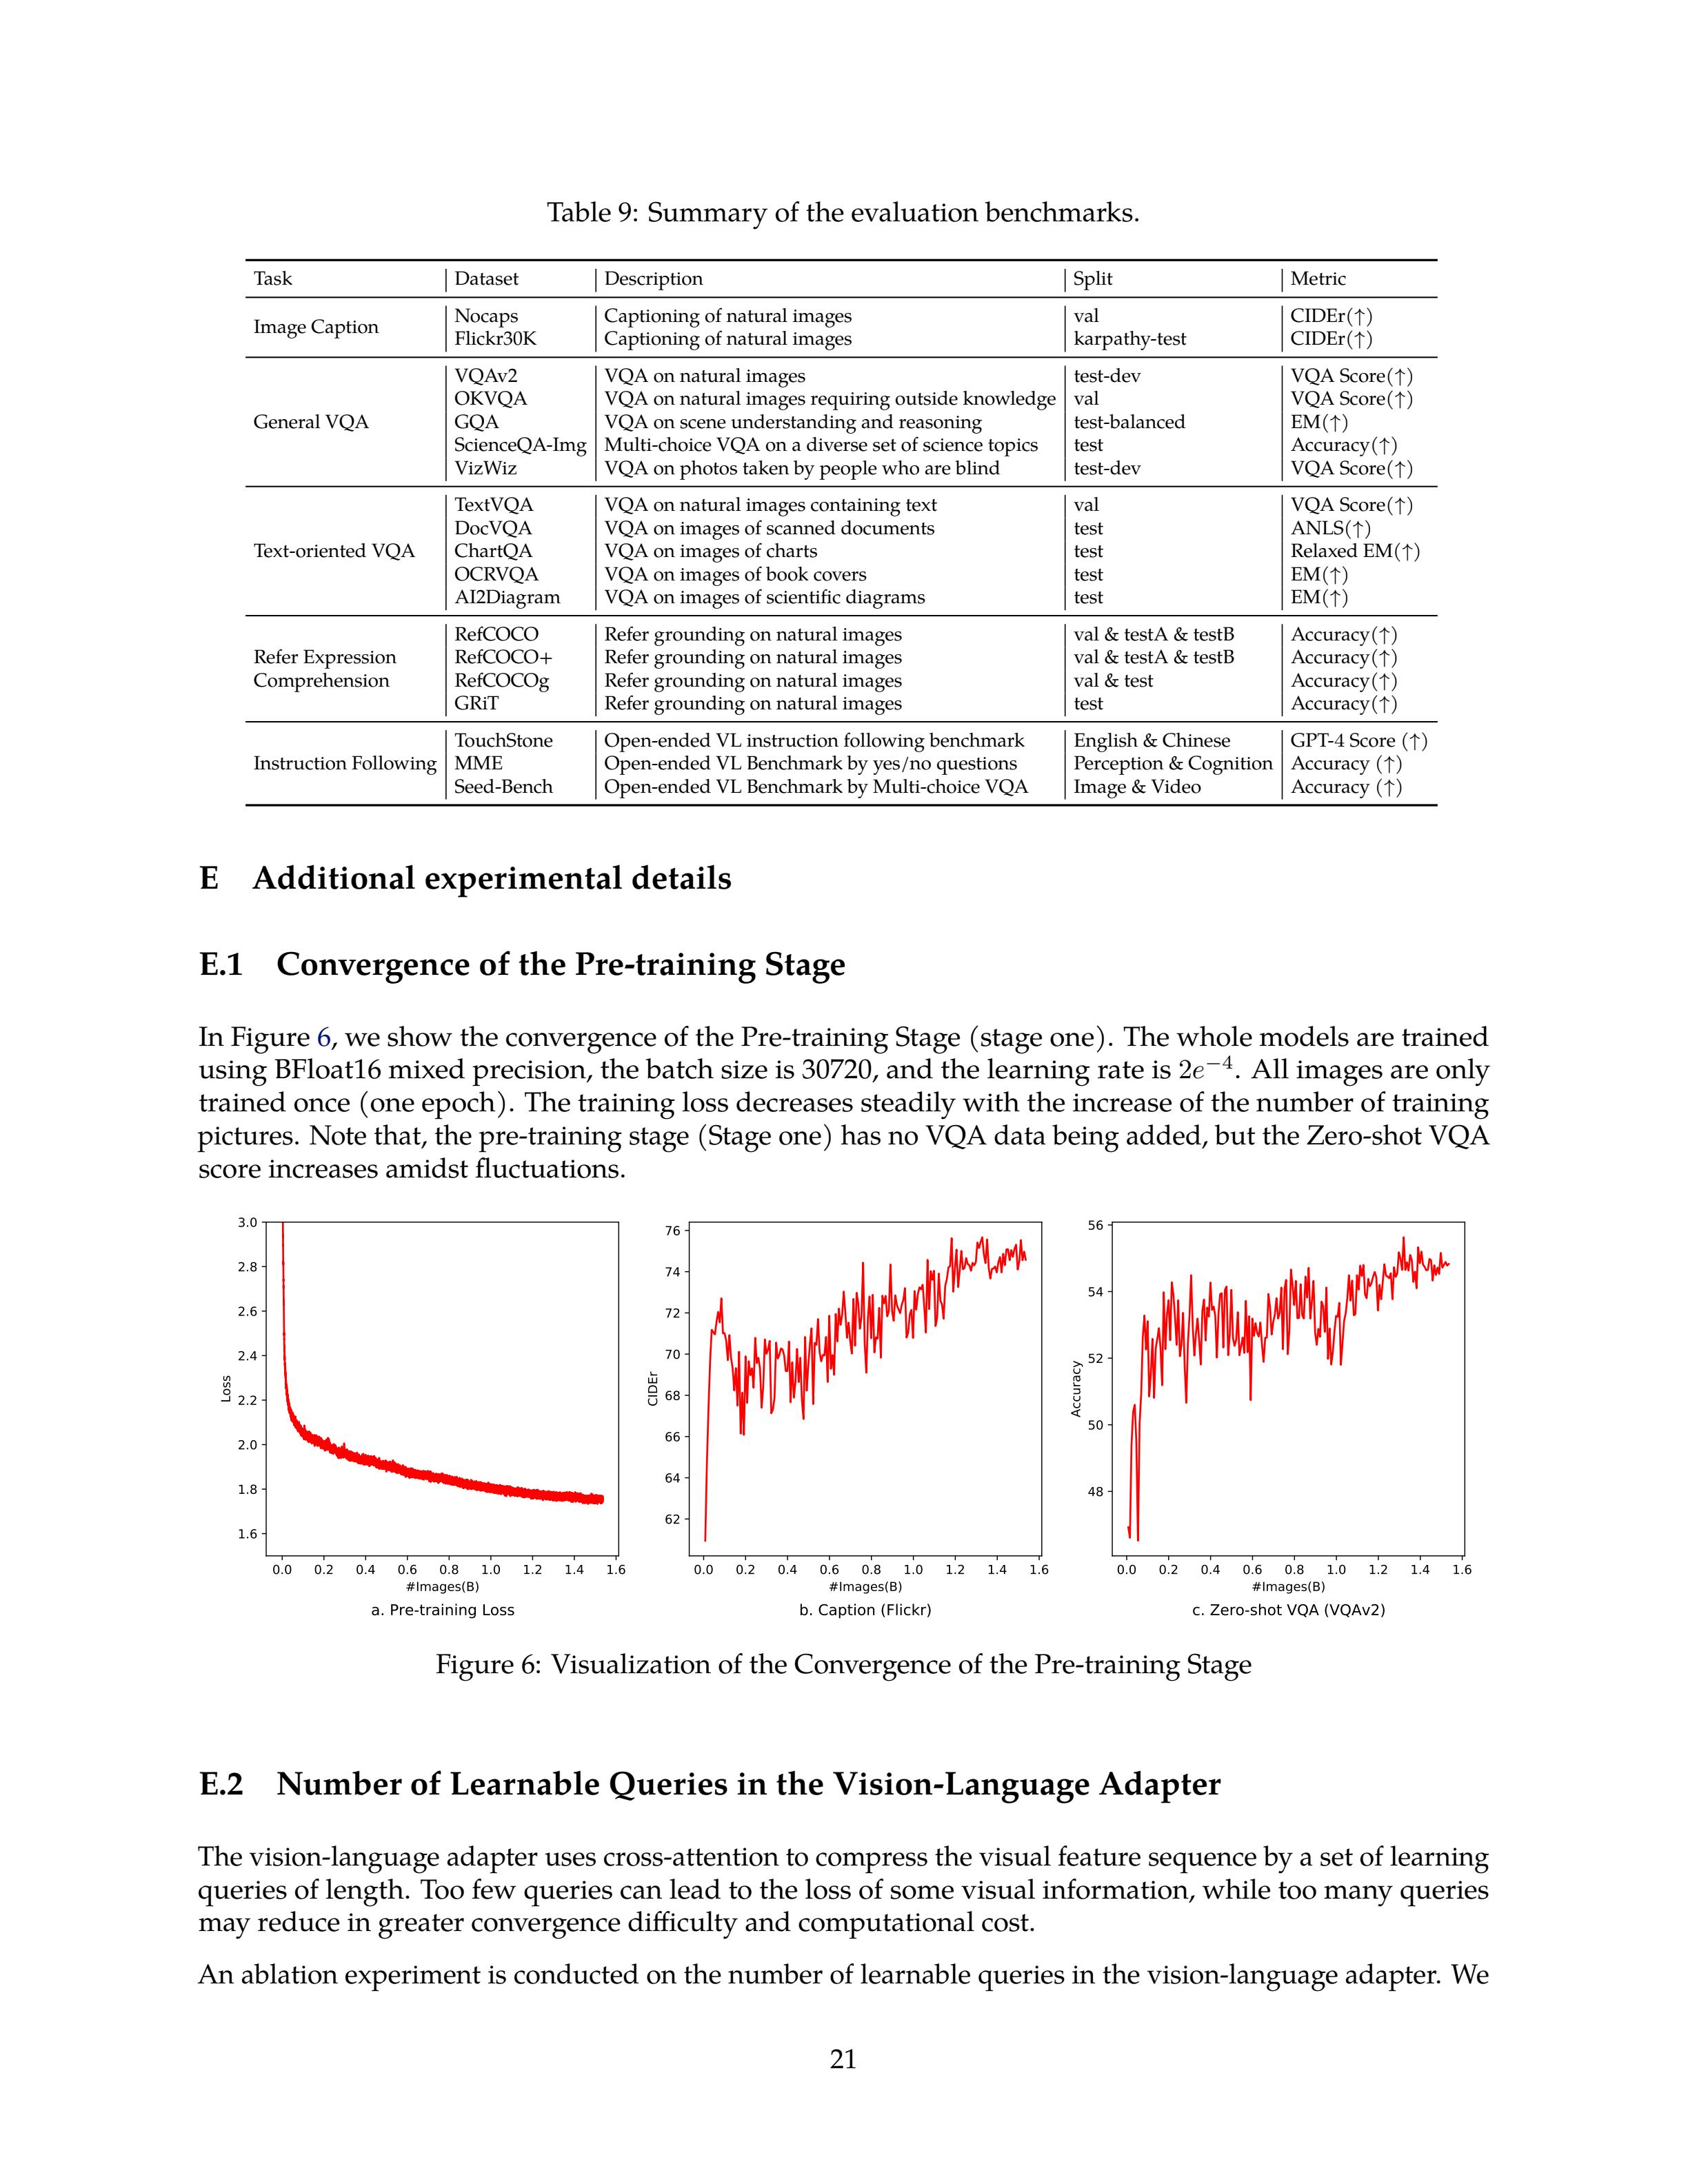 Table 9: Summary of the evaluation benchmarks.
Task Dataset Description Split Metric
Image Caption
Nocaps Captioning of natural images val CIDEr(↑)
Flickr30K Captioning of natural images karpathy-test CIDEr(↑)
General VQA
VQAv2 VQA on natural images test-dev VQA Score(↑)
OKVQA VQA on natural images requiring outside knowledge val VQA Score(↑)
GQA VQA on scene understanding and reasoning test-balanced EM(↑)
ScienceQA-Img Multi-choice VQA on a diverse set of science topics test Accuracy(↑)
VizWiz VQA on photos taken by people who are blind test-dev VQA Score(↑)
Text-oriented VQA
TextVQA VQA on natural images containing text val VQA Score(↑)
DocVQA VQA on images of scanned documents test ANLS(↑)
ChartQA VQA on images of charts test Relaxed EM(↑)
OCRVQA VQA on images of book covers test EM(↑)
AI2Diagram VQA on images of scientific diagrams test EM(↑)
Refer Expression
Comprehension
RefCOCO Refer grounding on natural images val & testA & testB Accuracy(↑)
RefCOCO+ Refer grounding on natural images val & testA & testB Accuracy(↑)
RefCOCOg Refer grounding on natural images val & test Accuracy(↑)
GRiT Refer grounding on natural images test Accuracy(↑)
Instruction Following
TouchStone Open-ended VL instruction following benchmark English & Chinese GPT-4 Score (↑)
MME Open-ended VL Benchmark by yes/no questions Perception & Cognition Accuracy (↑)
Seed-Bench Open-ended VL Benchmark by Multi-choice VQA Image & Video Accuracy (↑)
E Additional experimental details
E.1 Convergence of the Pre-training Stage
In Figure 6, we show the convergence of the Pre-training Stage (stage one). The whole models are trained
using BFloat16 mixed precision, the batch size is 30720, and the learning rate is 2e⁻⁴. All images are only
trained once (one epoch). The training loss decreases steadily with the increase of the number of training
pictures. Note that, the pre-training stage (Stage one) has no VQA data being added, but the Zero-shot VQA
score increases amidst fluctuations.
3.0
2.8
2.6
2.4
2.2
2.0
1.8
1.6
Loss
0.0 0.2 0.4 0.6 0.8 1.0 1.2 1.4 1.6
#Images(B)
a. Pre-training Loss
76
74
72
70
68
66
64
62
CIDEr
0.0 0.2 0.4 0.6 0.8 1.0 1.2 1.4 1.6
#Images(B)
b. Caption (Flickr)
56
54
52
50
48
Accuracy
0.0 0.2 0.4 0.6 0.8 1.0 1.2 1.4 1.6
#Images(B)
c. Zero-shot VQA (VQAv2)
Figure 6: Visualization of the Convergence of the Pre-training Stage
E.2 Number of Learnable Queries in the Vision-Language Adapter
The vision-language adapter uses cross-attention to compress the visual feature sequence by a set of learning
queries of length. Too few queries can lead to the loss of some visual information, while too many queries
may reduce in greater convergence difficulty and computational cost.
An ablation experiment is conducted on the number of learnable queries in the vision-language adapter. We
21